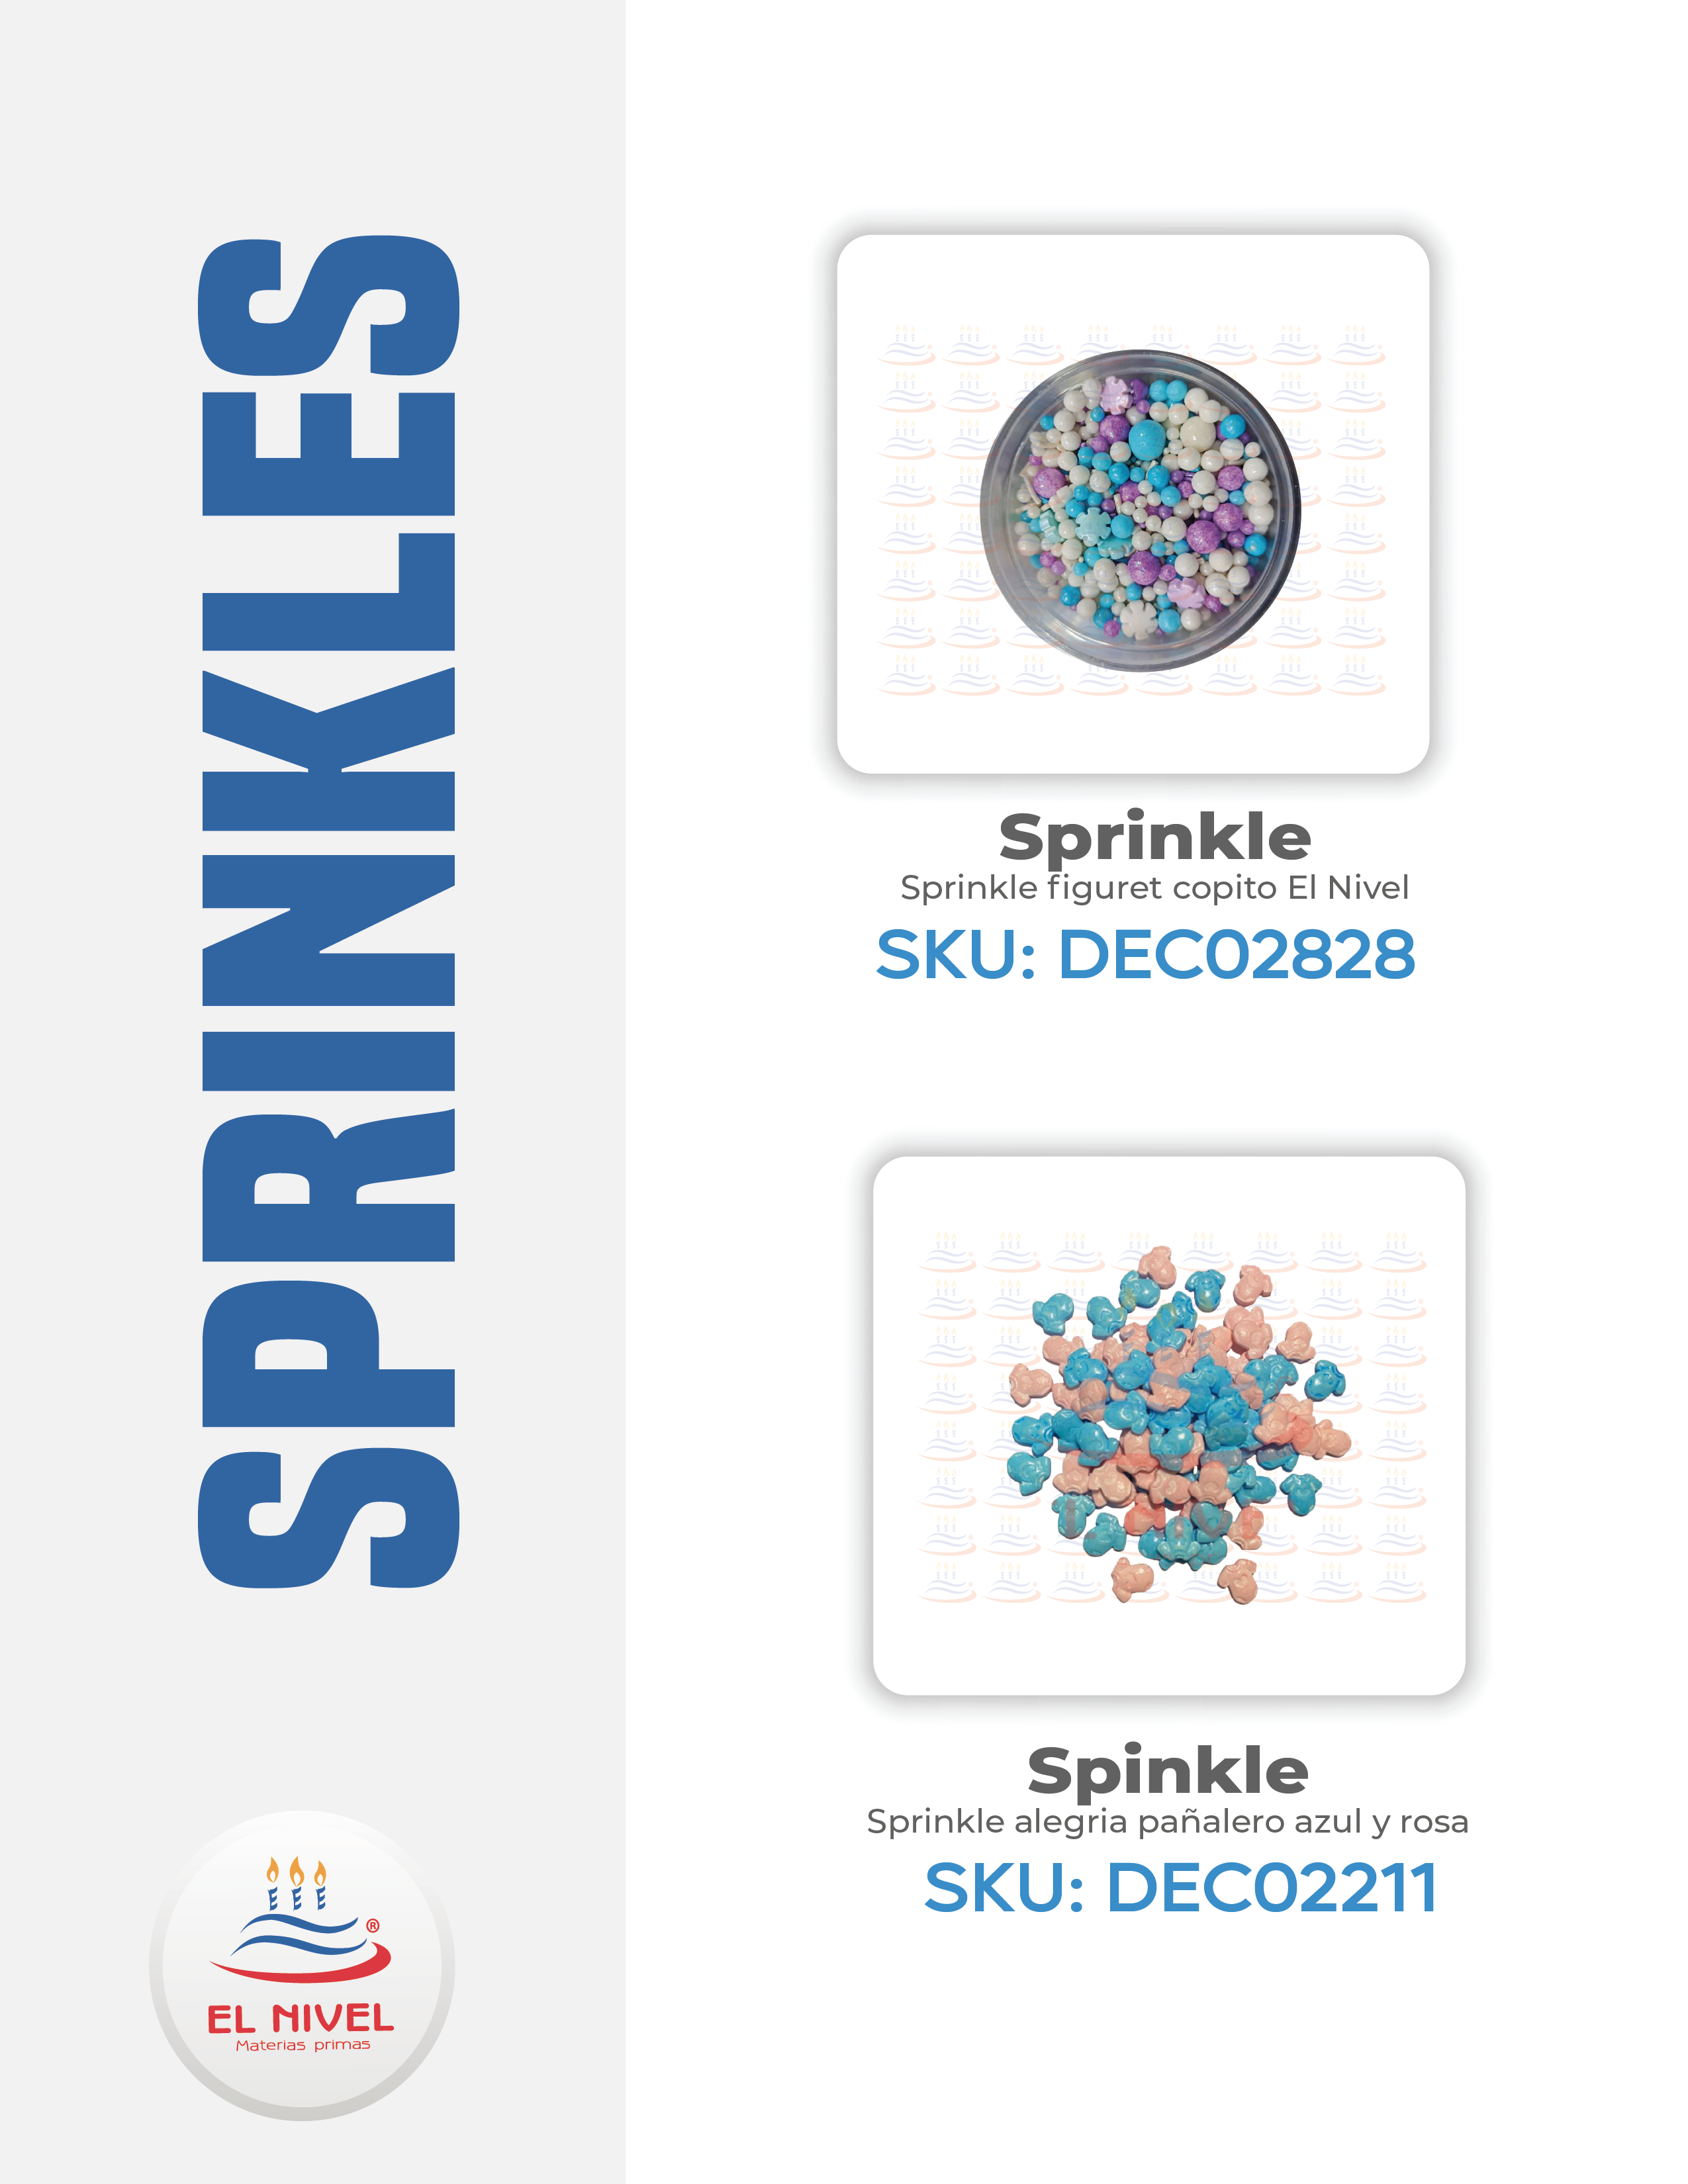 SPRINKLES
Sprinkle
Sprinkle figuret copito El Nivel
SKU: DEC02828
Spinkle
Sprinkle alegria pañalero azul y rosa
SKU: DEC02211
®
EL NIVEL
Materias primas